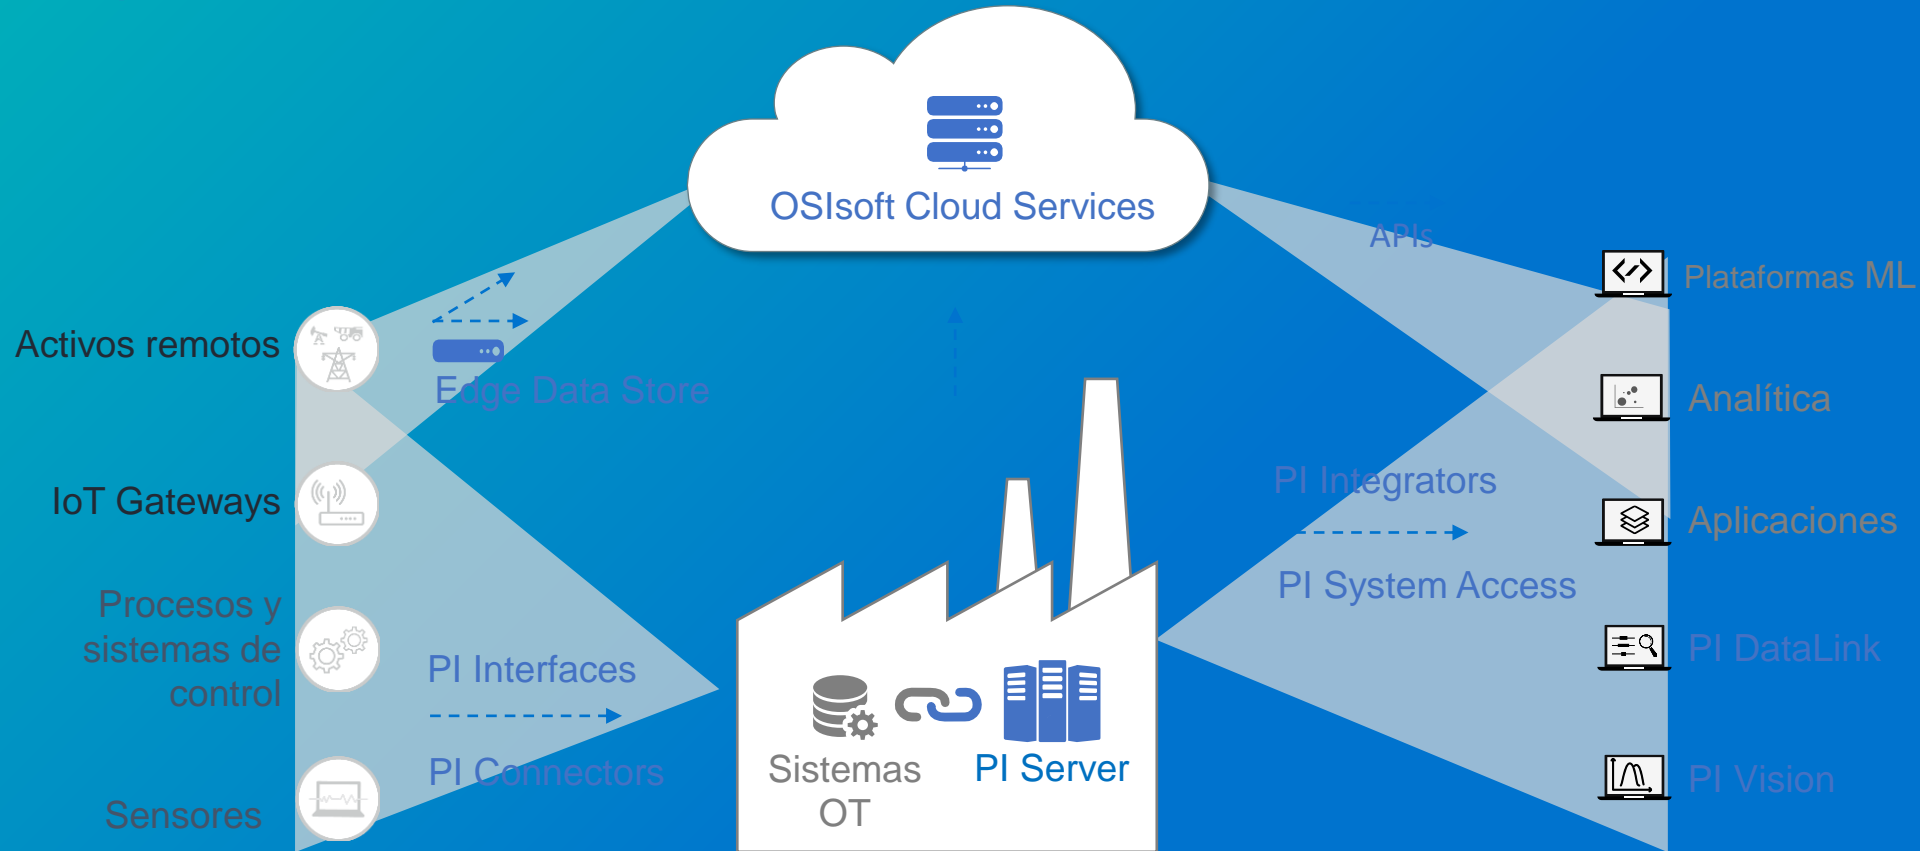 OSIsoft Cloud Services
APIs
Plataformas ML
Activos remotos
Edge Data Store
Analítica
IoT Gateways
PI Integrators
Aplicaciones
PI System Access
Procesos y
sistemas de
control
PI Interfaces
PI DataLink
PI Connectors
Sistemas
OT
PI Server
PI Vision
Sensores